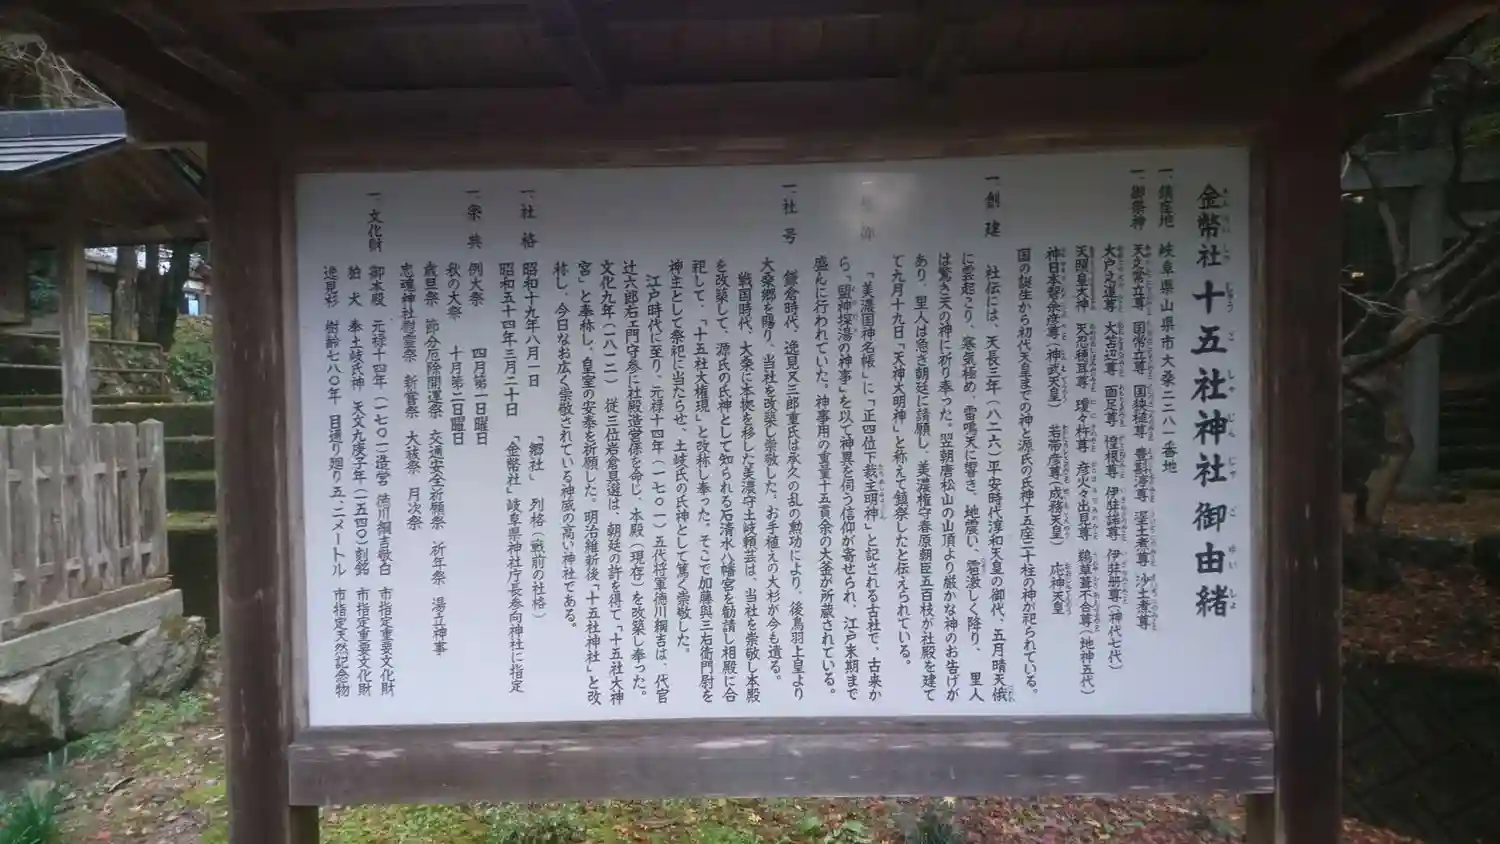 金幣社 十五社神社 御由緒
一、鎮座地 岐阜県山県市大桑二二八一番地
一、御祭神 天之常立尊 国常立尊 国狭槌尊 豊斟渟尊 埿土煮尊 沙土煮尊
大戸之道尊 大苫辺尊 面足尊 惶根尊 伊弉諾尊 伊弉册尊(神代七代)
天照皇大神 天忍穂耳尊 瓊々杵尊 彦火々出見尊 鵜草葺不合尊(地神五代)
神日本磐余彦尊(神武天皇) 若帯彦尊(成務天皇) 応神天皇
国の誕生から初代天皇までの神と源氏の氏神十五座二十柱の神が祀られている。
一、創建 社伝には、天長三年(八二六)平安時代淳和天皇の御代、五月晴天俄
に雲起こり、寒気極め、雷鳴天に響き、地震い、雹激しく降り、里人
は驚き天の神に祈り奉った。翌朝唐松山の山頂より厳かな神のお告げが
あり、里人は急ぎ朝廷に請願し、美濃権守春原朝臣五百枝が社殿を建て
て九月十九日「天神大明神」と称えて鎮祭したと伝えられている。
「美濃国神名帳」に「正四位下栽主明神」と記される古社で、古来か
ら「盟神探湯の神事」を以て神異を伺う信仰が寄せられ、江戸末期まで
盛んに行われていた。神事用の重量十五貫余の大釜が所蔵されている。
一、社号 鎌倉時代、逸見又三郎重氏は承久の乱の勲功により、後鳥羽上皇より
大桑郷を賜り、当社を改築し崇敬した。お手植えの大杉が今も遺る。
戦国時代、大桑に本拠を移した美濃守土岐頼芸は、当社を崇敬し本殿
を改築して、源氏の氏神として知られる石清水八幡宮を勧請し相殿に合
祀して、「十五社大権現」と改称し奉った。そこで加藤與三右衛門尉を
神主として祭祀に当たらせ、土岐氏の氏神として篤く崇敬した。
江戸時代に至り、元禄十四年(一七〇一)五代将軍徳川綱吉は、代官
辻六郎右エ門守参に社殿造営係を命じ、本殿(現存)を改築し奉った。
文化九年(一八一二) 従三位岩倉具選は、朝廷の許を得て「十五社大神
宮」と奉称し、皇室の安泰を祈願した。明治維新後「十五社神社」と改
称し、今日なお広く崇敬されている神威の高い神社である。
一、社格 昭和十九年八月一日 「郷社」 列格(戦前の社格)
昭和五十四年三月二十日 「金幣社」岐阜県神社庁長参向神社に指定
一、祭典 例大祭 四月第一日曜日
秋の大祭 十月第二日曜日
歳旦祭 節分厄除開運祭 交通安全祈願祭 祈年祭 湯立神事
忠魂神社慰霊祭 新嘗祭 大祓祭 月次祭
一、文化財 御本殿 元禄十四年(一七〇一)造営 徳川綱吉敬白 市指定重要文化財
狛犬 奉土岐氏神 天文九庚子年(一五四〇)刻銘 市指定重要文化財
逸見杉 樹齢七八〇年 目通り廻り五・二メートル 市指定天然記念物